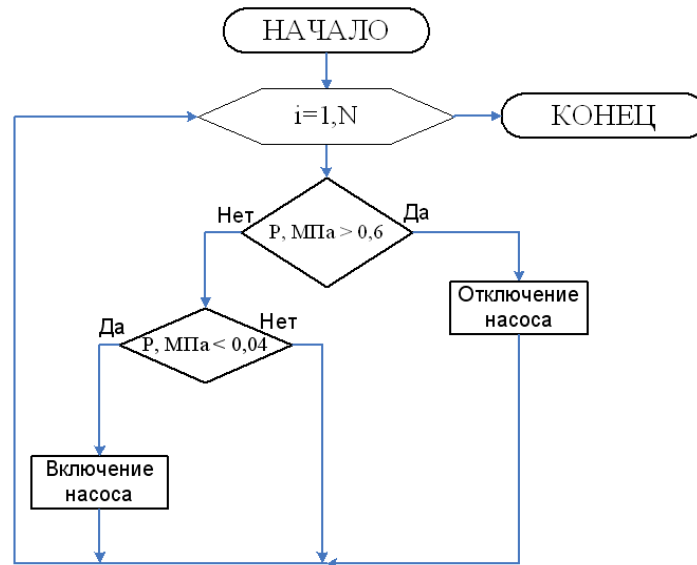 НАЧАЛО
i=1,N
КОНЕЦ
Нет
Да
Р, МПа > 0,6
Отключение
насоса
Да
Нет
Р, МПа < 0,04
Включение
насоса